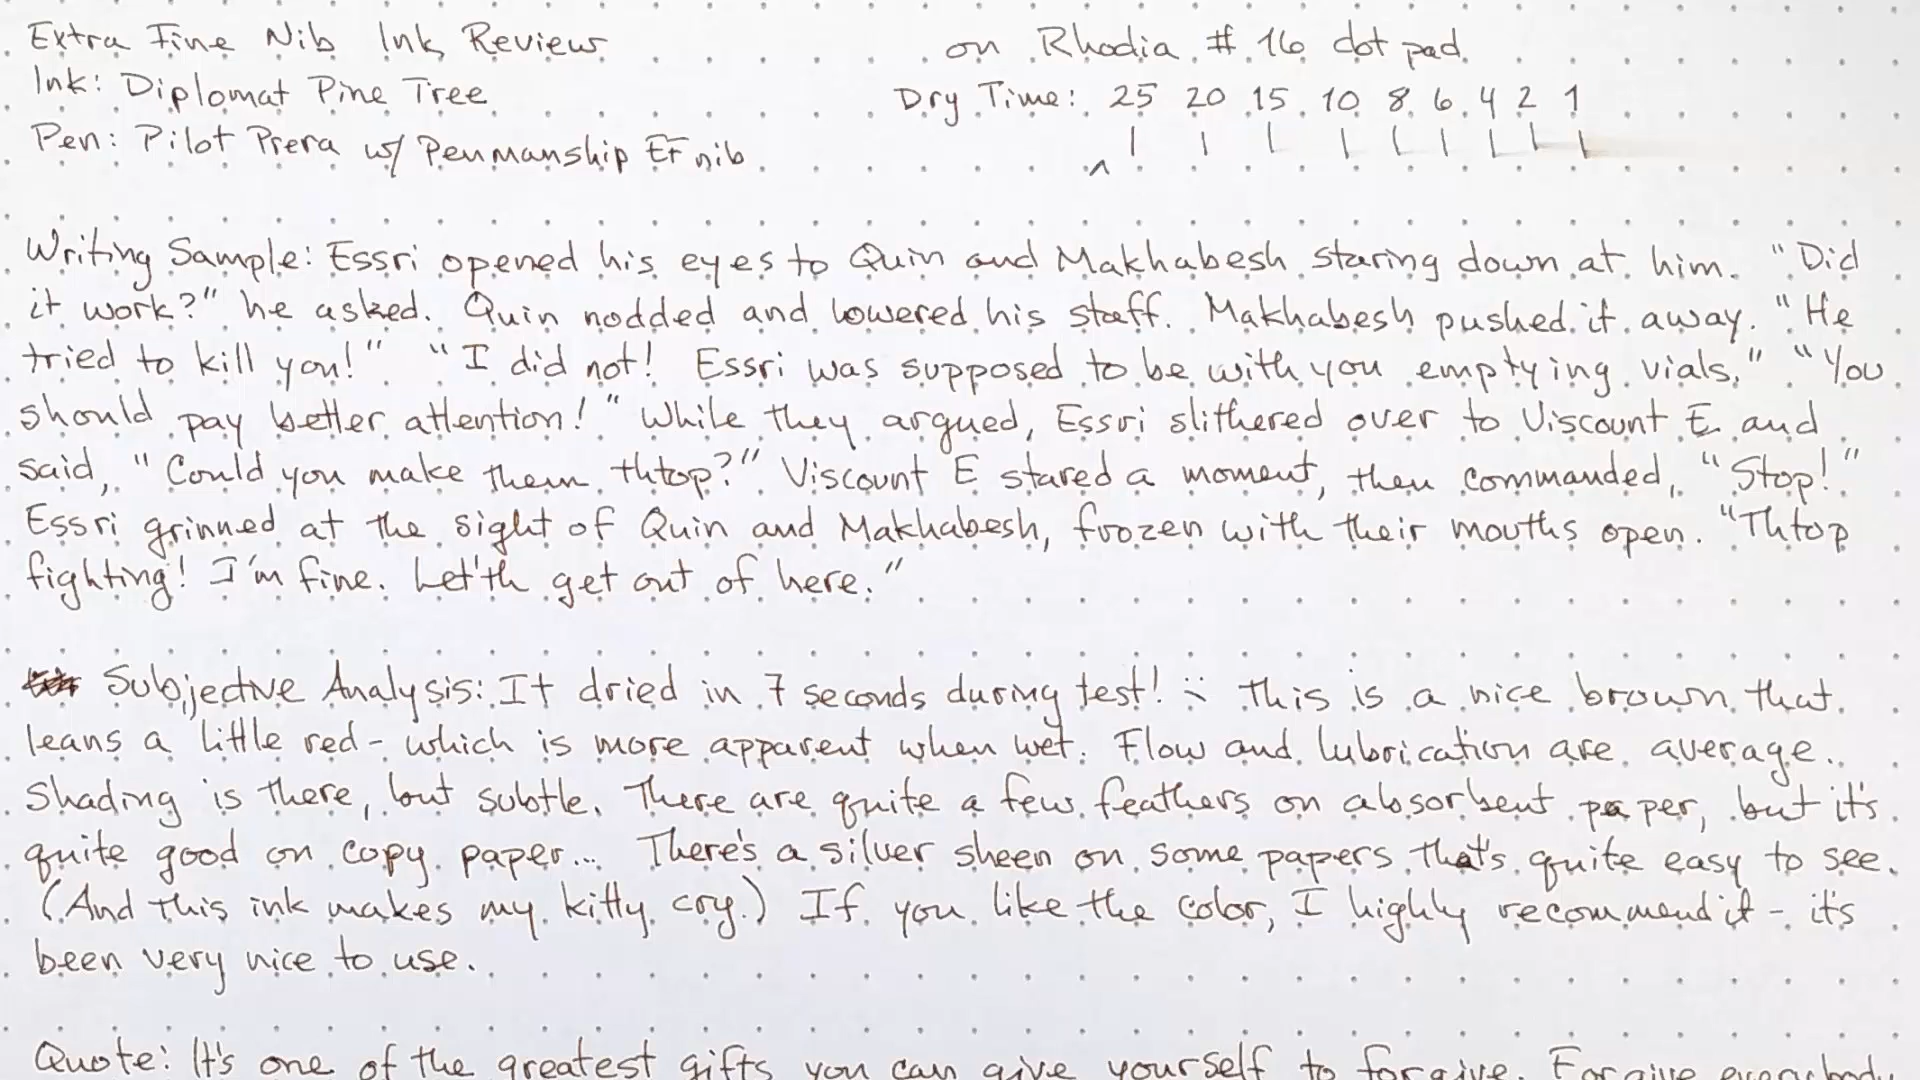 Extra Fine Nib Ink Review
on Rhodia # 16 dot pad
Ink: Diplomat Pine Tree
Dry Time: 25 20 15 10 8 6 4 2 1
Pen: Pilot Prera w/ Penmanship EF nib
Writing Sample: Essri opened his eyes to Quin and Makhabesh staring down at him. "Did
it work?" he asked. Quin nodded and lowered his staff. Makhabesh pushed it away. "He
tried to kill you!" "I did not! Essri was supposed to be with you emptying vials." "You
should pay better attention!" While they argued, Essri slithered over to Viscount E and
said, "Could you make them thtop?" Viscount E stared a moment, then commanded, "Stop!"
Essri grinned at the sight of Quin and Makhabesh, frozen with their mouths open. "Thtop
fighting! I'm fine. Let'th get out of here."
Subjective Analysis: It dried in 7 seconds during test! :) This is a nice brown that
leans a little red - which is more apparent when wet. Flow and lubrication are average.
Shading is there, but subtle. There are quite a few feathers on absorbent paper, but it's
quite good on copy paper... There's a silver sheen on some papers that's quite easy to see.
(And this ink makes my kitty cry.) If you like the color, I highly recommend it - it's
been very nice to use.
Quote: It's one of the greatest gifts you can give yourself to forgive. Forgive everybody.